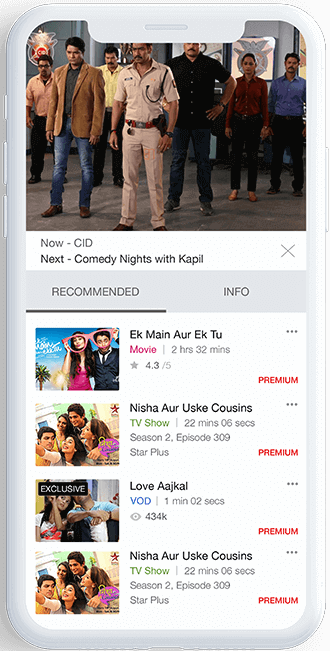 CID
Now - CID
Next - Comedy Nights with Kapil
RECOMMENDED
INFO
Ek Main Aur Ek Tu
Movie | 2 hrs 32 mins
4.3 /5
PREMIUM
Nisha Aur Uske Cousins
TV Show | 22 mins 06 secs
Season 2, Episode 309
Star Plus
PREMIUM
EXCLUSIVE
Love Aajkal
VOD | 1 min 02 secs
434k
PREMIUM
Nisha Aur Uske Cousins
TV Show | 22 mins 06 secs
Season 2, Episode 309
Star Plus
PREMIUM